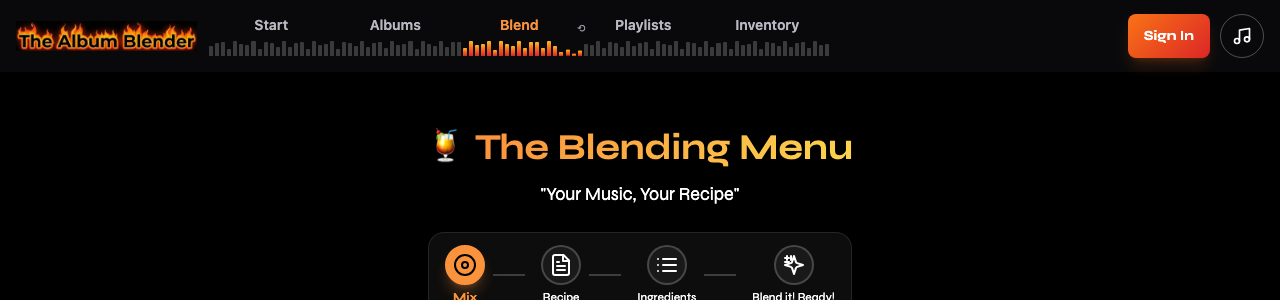 The Album Blender
Start Albums Blend Playlists Inventory
Sign In
The Blending Menu
"Your Music, Your Recipe"
Mix Recipe Ingredients Blend it! Ready!